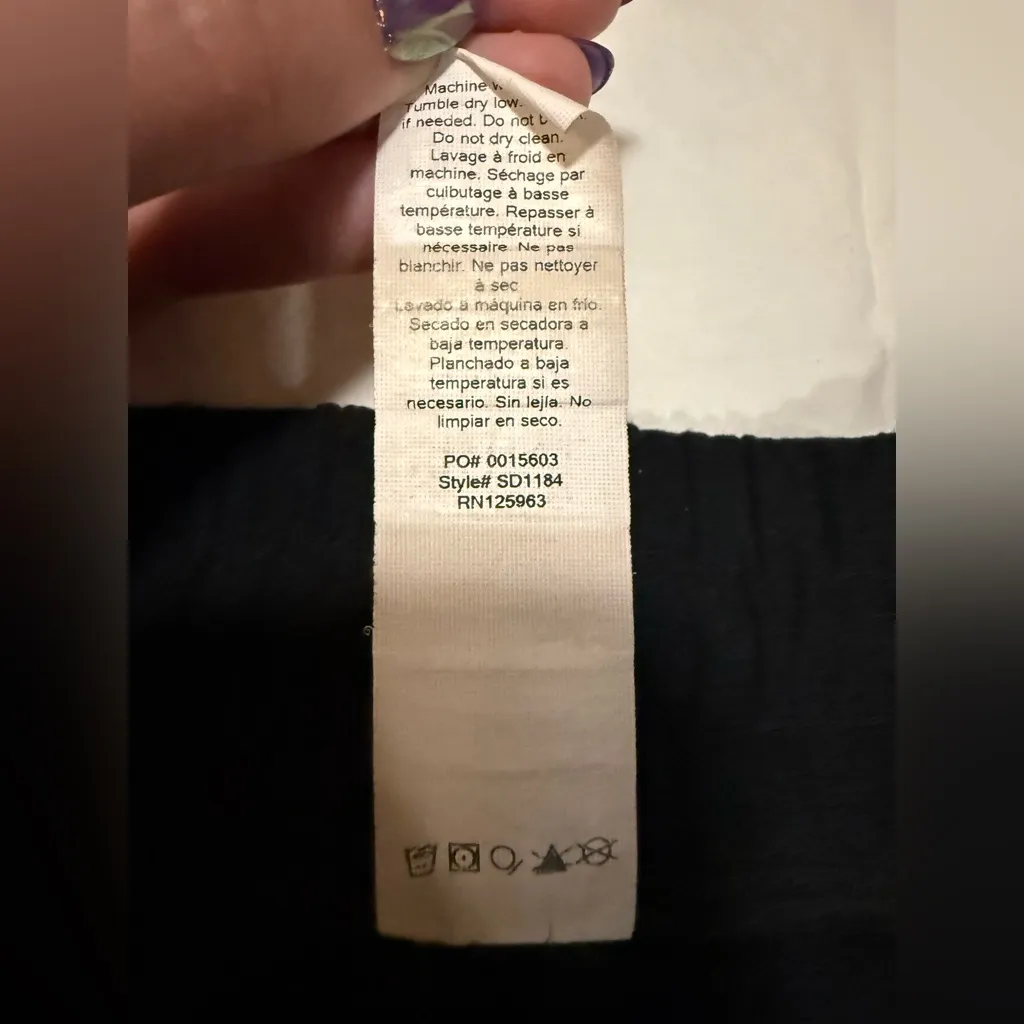 Machine
Tumble dry low.
if needed. Do not
Do not dry clean.
Lavage à froid en
machine. Séchage par
culbutage à basse
température. Repasser à
basse température si
nécessaire. Ne pas
blanchir. Ne pas nettoyer
à sec
Lavado a máquina en frío.
Secado en secadora a
baja temperatura.
Planchado a baja
temperatura si es
necesario. Sin lejla. No
limpiar en seco.
PO# 0015603
Style# SD1184
RN125963